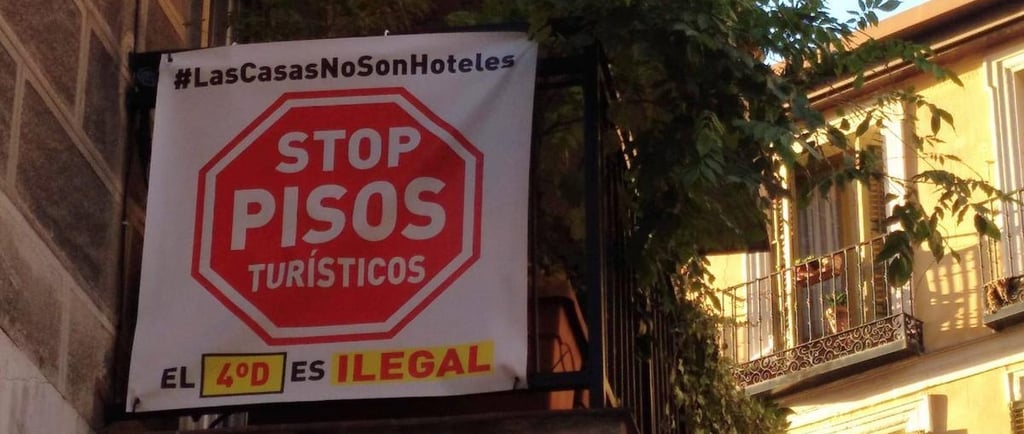 #LasCasasNoSonHoteles
STOP
PISOS
TURÍSTICOS
EL 4ºD ES ILEGAL